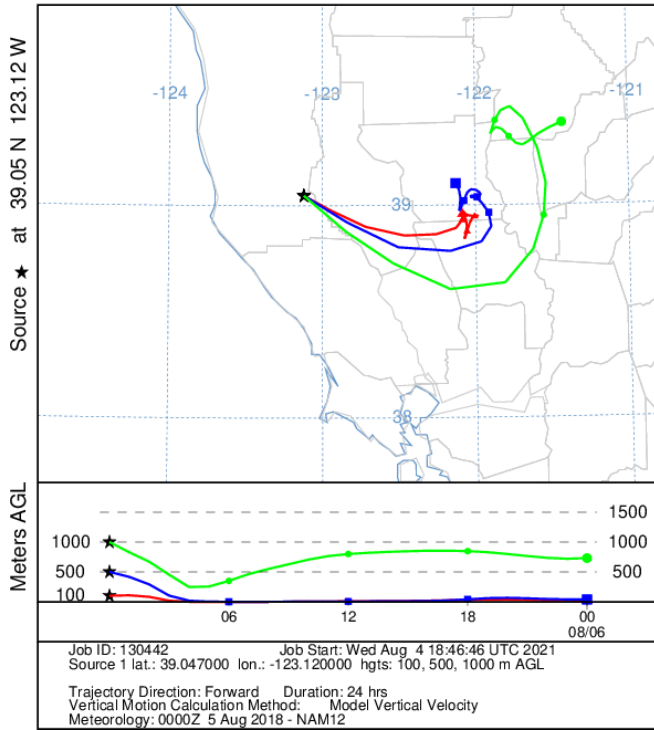 Source ★ at 39.05 N 123.12 W
-124 -123 -122 -121
39
38
Meters AGL
1500
1000 1000
500 500
100
06 12 18 00
08/06
Job ID: 130442 Job Start: Wed Aug 4 18:46:46 UTC 2021
Source 1 lat.: 39.047000 lon.: -123.120000 hgts: 100, 500, 1000 m AGL
Trajectory Direction: Forward Duration: 24 hrs
Vertical Motion Calculation Method: Model Vertical Velocity
Meteorology: 0000Z 5 Aug 2018 - NAM12